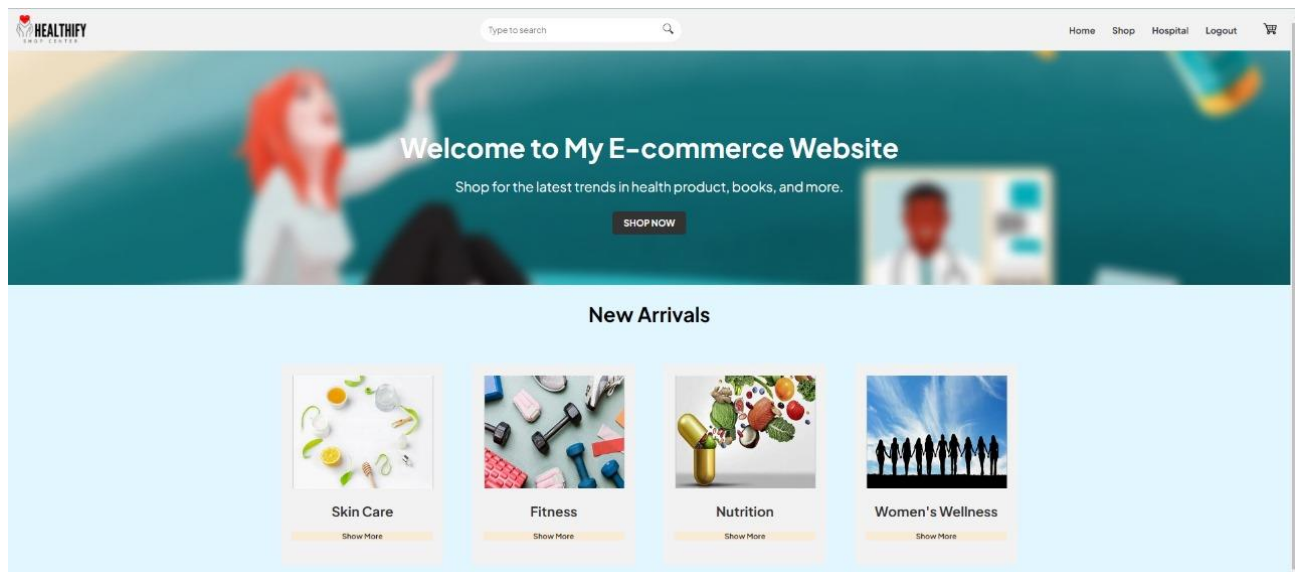 HEALTHIFY
SHOP CENTER
Type to search
Home Shop Hospital Logout
Welcome to My E-commerce Website
Shop for the latest trends in health product, books, and more.
SHOP NOW
New Arrivals
Skin Care Fitness Nutrition Women's Wellness
Show More Show More Show More Show More